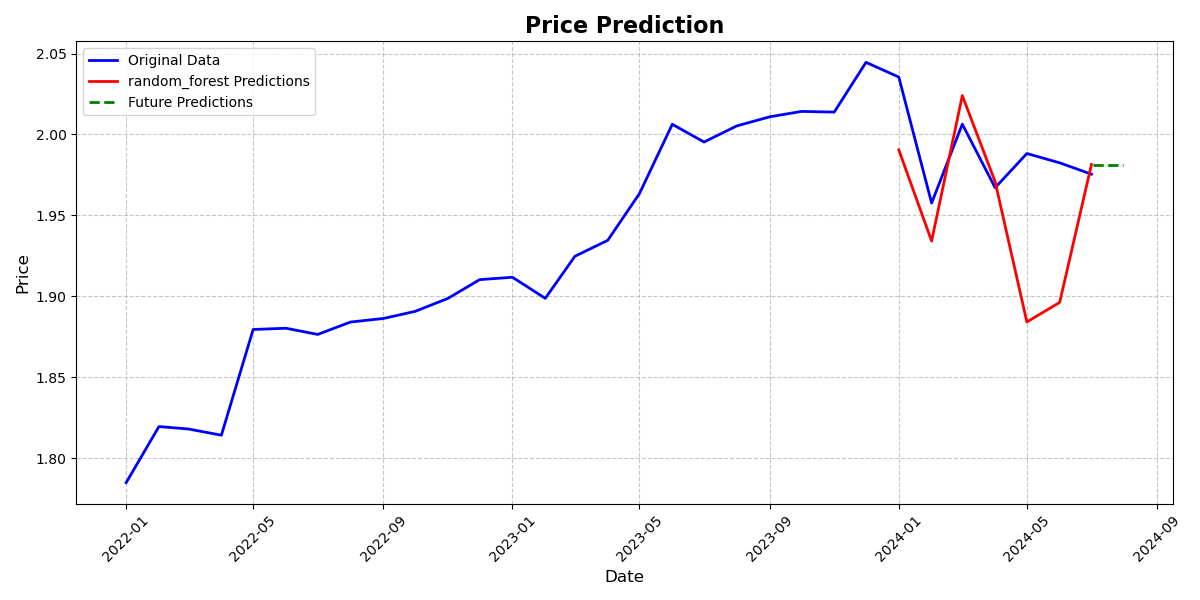 Price Prediction
Original Data
random_forest Predictions
Future Predictions
Price
2.05
2.00
1.95
1.90
1.85
1.80
2022-01
2022-05
2022-09
2023-01
2023-05
2023-09
2024-01
2024-05
2024-09
Date